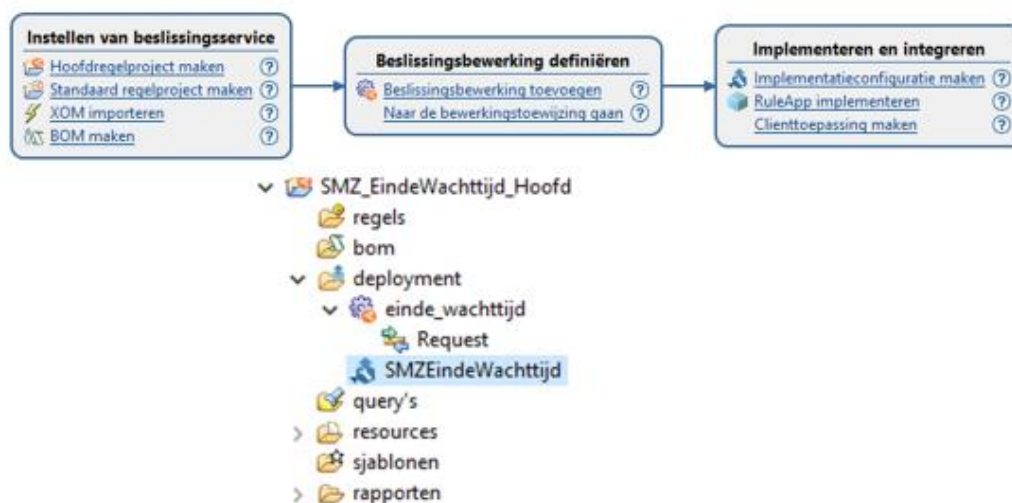 Instellen van beslissingsservice
Hoofdregelproject maken
Standaard regelproject maken
XOM importeren
BOM maken
Beslissingsbewerking definiëren
Beslissingsbewerking toevoegen
Naar de bewerkingstoewijzing gaan
Implementeren en integreren
Implementatieconfiguratie maken
RuleApp implementeren
Clienttoepassing maken
SMZ_EindeWachttijd_Hoofd
regels
bom
deployment
einde_wachttijd
Request
SMZEindeWachttijd
query's
resources
sjablonen
rapporten